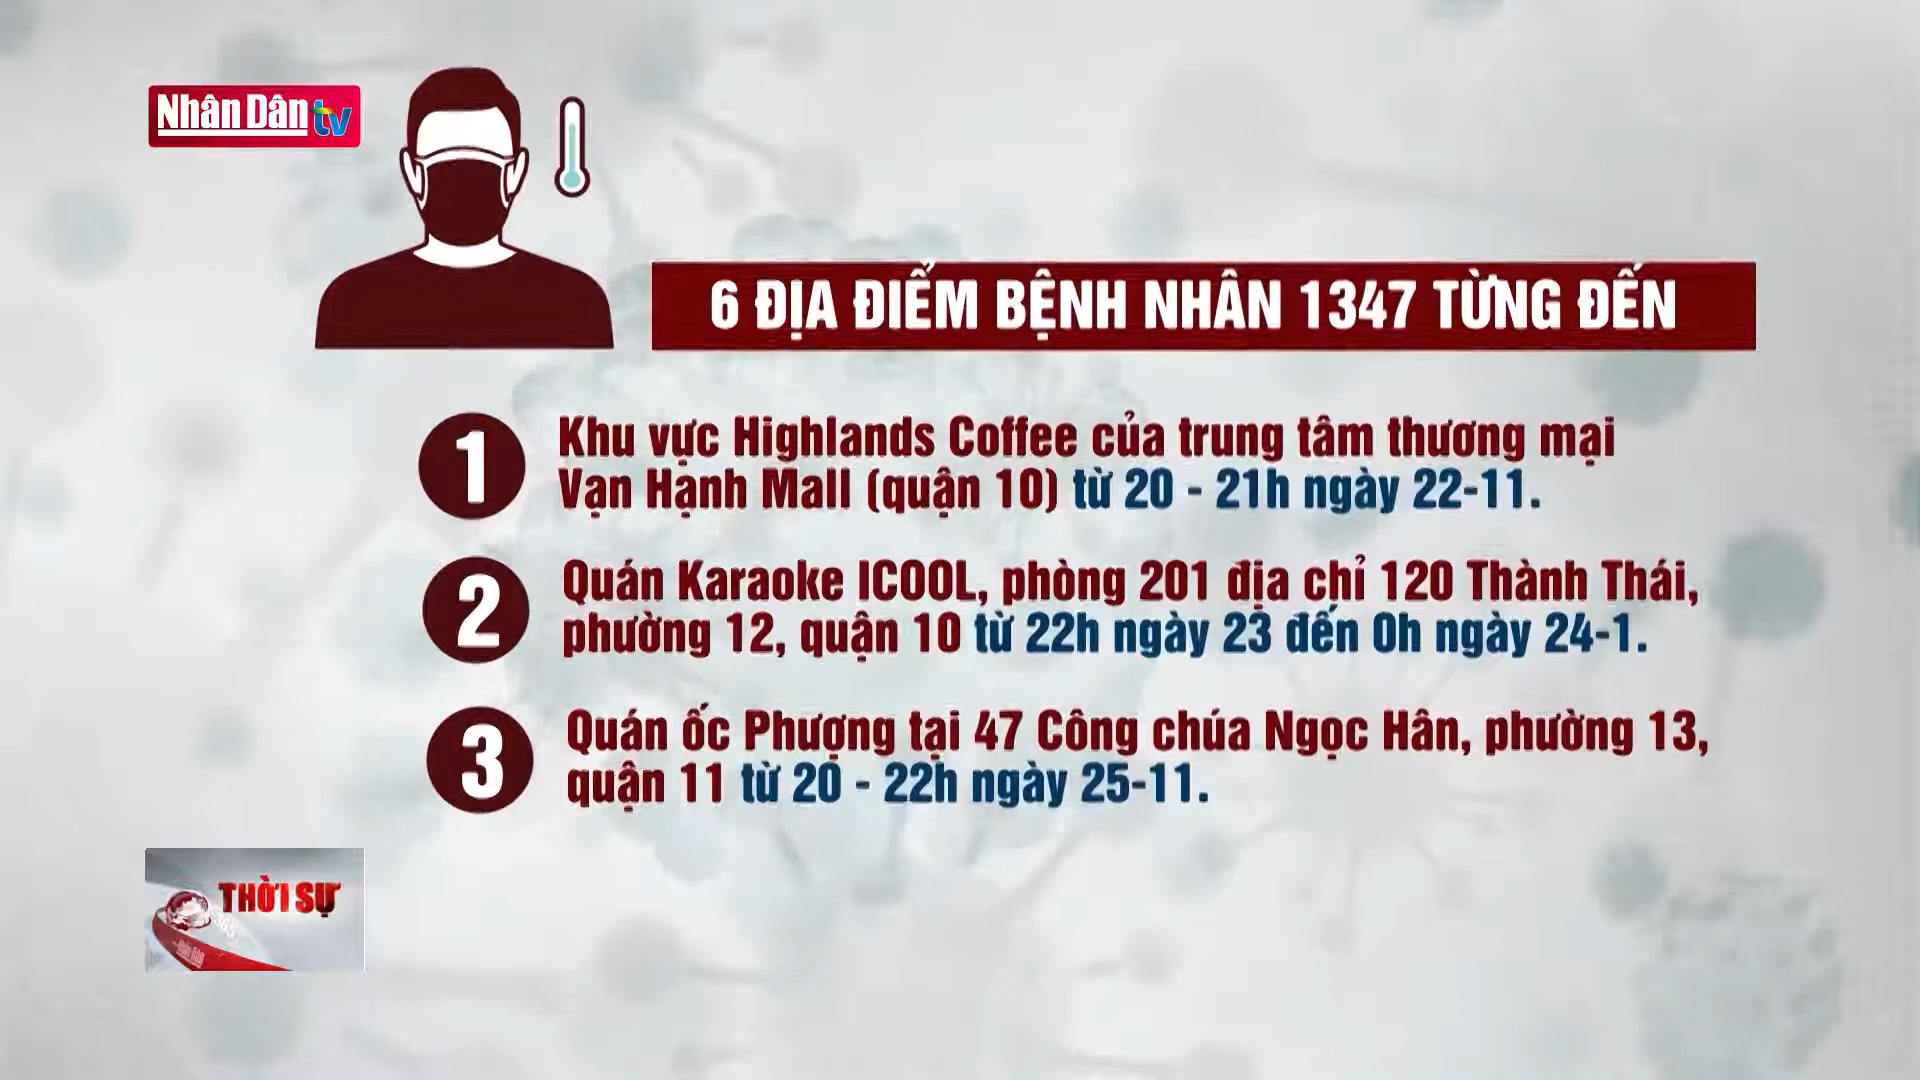 Nhân Dân tv
6 ĐỊA ĐIỂM BỆNH NHÂN 1347 TỪNG ĐẾN
1
Khu vực Highlands Coffee của trung tâm thương mại
Vạn Hạnh Mall (quận 10) từ 20 - 21h ngày 22-11.
2
Quán Karaoke ICOOL, phòng 201 địa chỉ 120 Thành Thái,
phường 12, quận 10 từ 22h ngày 23 đến 0h ngày 24-1.
3
Quán ốc Phượng tại 47 Công chúa Ngọc Hân, phường 13,
quận 11 từ 20 - 22h ngày 25-11.
THỜI SỰ